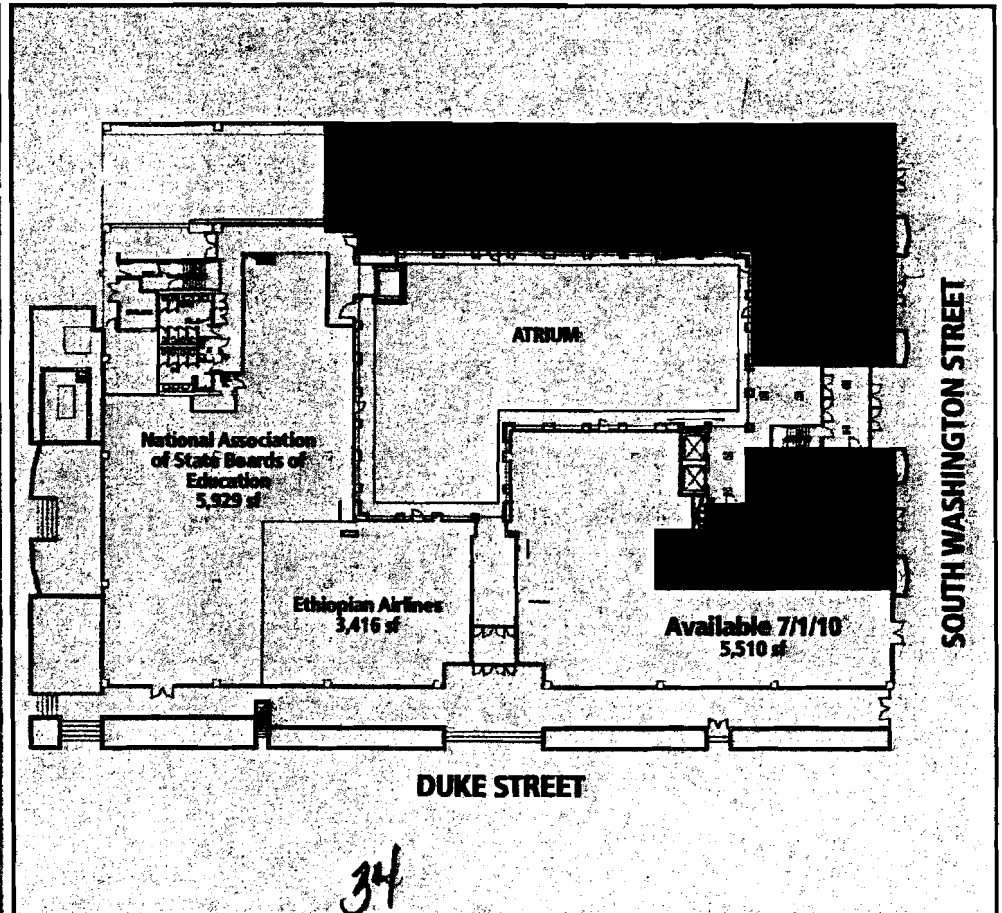 ATRIUM
SOUTH WASHINGTON STREET
National Association
of State Boards of
Education
5,929 sf
Ethiopian Airlines
3,416 sf
Available 7/1/10
5,510 sf
DUKE STREET
34